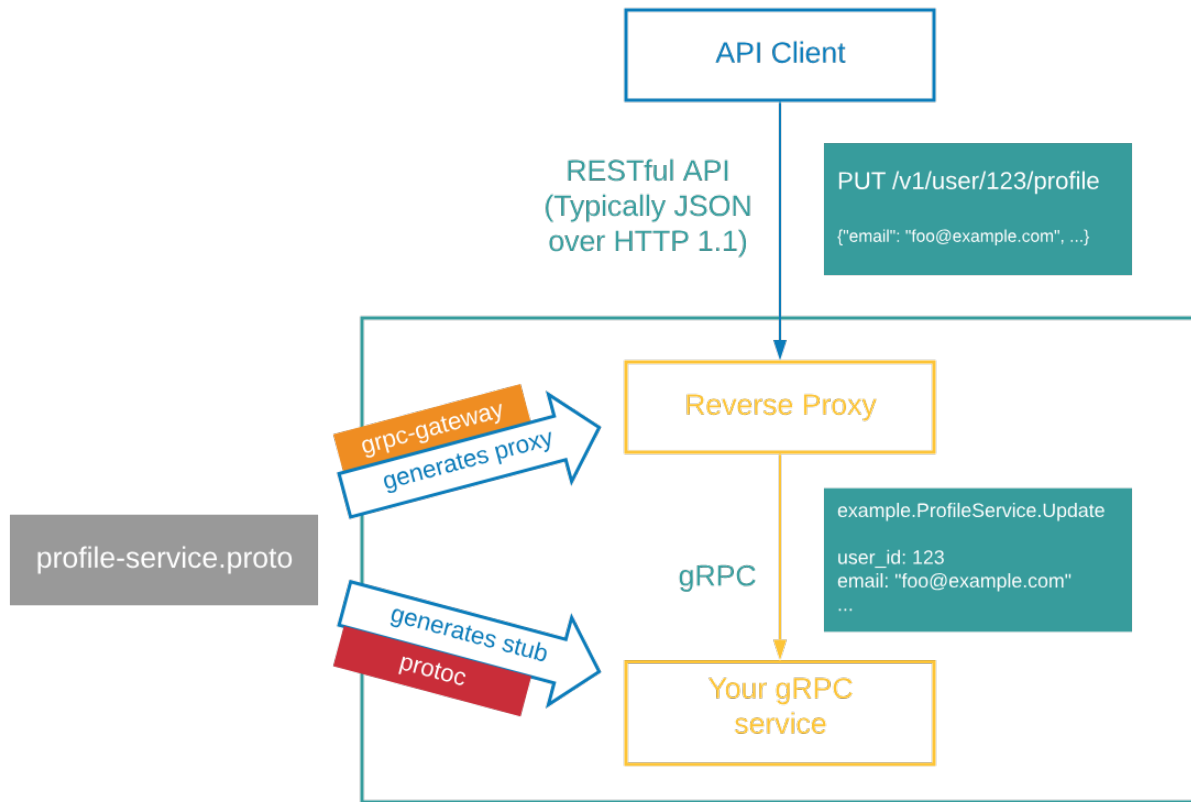 API Client
RESTful API
(Typically JSON
over HTTP 1.1)
PUT /v1/user/123/profile
{"email": "foo@example.com", ...}
Reverse Proxy
grpc-gateway
generates proxy
profile-service.proto
generates stub
protoc
gRPC
example.ProfileService.Update
user_id: 123
email: "foo@example.com"
...
Your gRPC
service